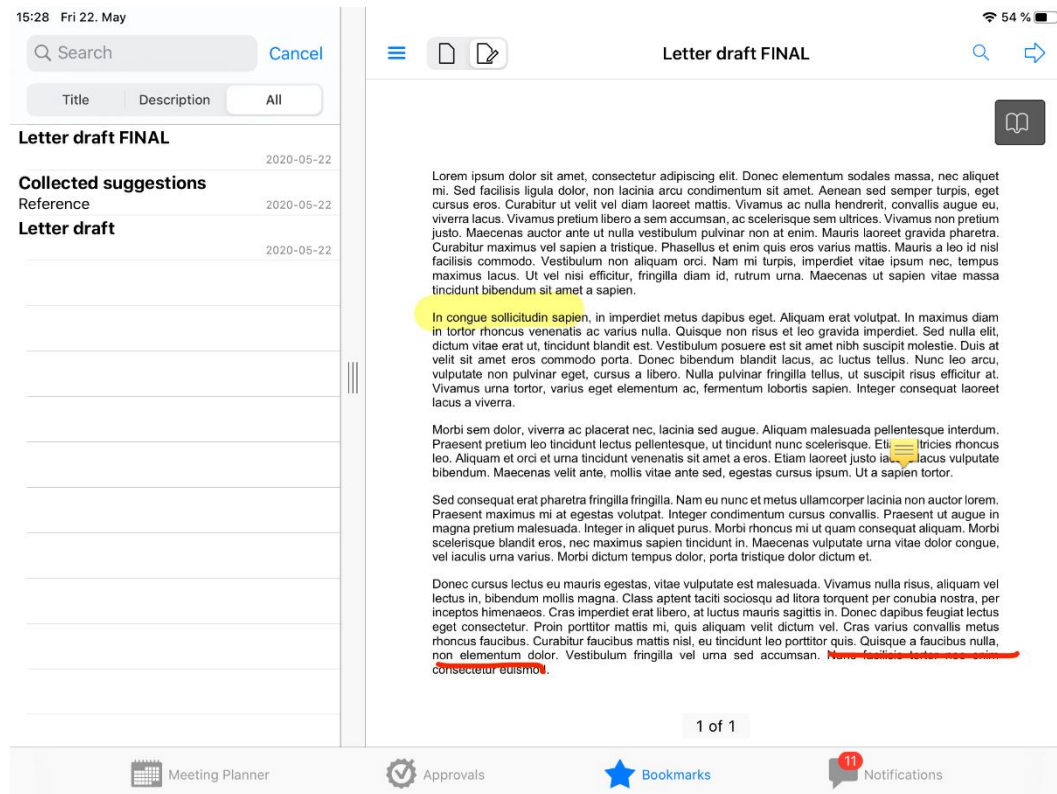 15:28 Fri 22. May
54 %
Search
Cancel
Title Description All
Letter draft FINAL
2020-05-22
Collected suggestions
Reference 2020-05-22
Letter draft
2020-05-22
Letter draft FINAL
Lorem ipsum dolor sit amet, consectetur adipiscing elit. Donec elementum sodales massa, nec aliquet
mi. Sed facilisis ligula dolor, non lacinia arcu condimentum sit amet. Aenean sed semper turpis, eget
cursus eros. Curabitur ut velit vel diam laoreet mattis. Vivamus ac nulla hendrerit, convallis augue eu,
viverra lacus. Vivamus pretium libero a sem accumsan, ac scelerisque sem ultrices. Vivamus non pretium
justo. Maecenas auctor ante ut nulla vestibulum pulvinar non at enim. Mauris laoreet gravida pharetra.
Curabitur maximus vel sapien a tristique. Phasellus et enim quis eros varius mattis. Mauris a leo id nisl
facilisis commodo. Vestibulum non aliquam orci. Nam mi turpis, imperdiet vitae ipsum nec, tempus
maximus lacus. Ut vel nisi efficitur, fringilla diam id, rutrum urna. Maecenas ut sapien vitae massa
tincidunt bibendum sit amet a sapien.
In congue sollicitudin sapien, in imperdiet metus dapibus eget. Aliquam erat volutpat. In maximus diam
in tortor rhoncus venenatis ac varius nulla. Quisque non risus et leo gravida imperdiet. Sed nulla elit,
dictum vitae erat ut, tincidunt blandit est. Vestibulum posuere est sit amet nibh suscipit molestie. Duis at
velit sit amet eros commodo porta. Donec bibendum blandit lacus, ac luctus tellus. Nunc leo arcu,
vulputate non pulvinar eget, cursus a libero. Nulla pulvinar fringilla tellus, ut suscipit risus efficitur at.
Vivamus urna tortor, varius eget elementum ac, fermentum lobortis sapien. Integer consequat laoreet
lacus a viverra.
Morbi sem dolor, viverra ac placerat nec, lacinia sed augue. Aliquam malesuada pellentesque interdum.
Praesent pretium leo tincidunt lectus pellentesque, ut tincidunt nunc scelerisque. rhoncus
leo. Aliquam et orci et urna tincidunt venenatis sit amet a eros. Etiam laoreet justo lacus vulputate
bibendum. Maecenas velit ante, mollis vitae ante sed, egestas cursus ipsum. Ut a sapien tortor.
Sed consequat erat pharetra fringilla fringilla. Nam eu nunc et metus ullamcorper lacinia non auctor lorem.
Praesent maximus mi at egestas volutpat. Integer condimentum cursus convallis. Praesent ut augue in
magna pretium malesuada. Integer in aliquet purus. Morbi rhoncus mi ut quam consequat aliquam. Morbi
scelerisque blandit eros, nec maximus sapien tincidunt in. Maecenas vulputate urna vitae dolor congue,
vel iaculis urna varius. Morbi dictum tempus dolor, porta tristique dolor dictum et.
Donec cursus lectus eu mauris egestas, vitae vulputate est malesuada. Vivamus nulla risus, aliquam vel
lectus in, bibendum mollis magna. Class aptent taciti sociosqu ad litora torquent per conubia nostra, per
inceptos himenaeos. Cras imperdiet erat libero, at luctus mauris sagittis in. Donec dapibus feugiat lectus
eget consectetur. Proin porttitor mattis mi, quis aliquam velit dictum vel. Cras varius convallis metus
rhoncus faucibus. Curabitur faucibus mattis nisl, eu tincidunt leo porttitor quis. Quisque a faucibus nulla,
non elementum dolor. Vestibulum fringilla vel urna sed accumsan. Nunc facilisis tortor nec enim
consectetur euismod.
1 of 1
Meeting Planner
Approvals
Bookmarks
11
Notifications